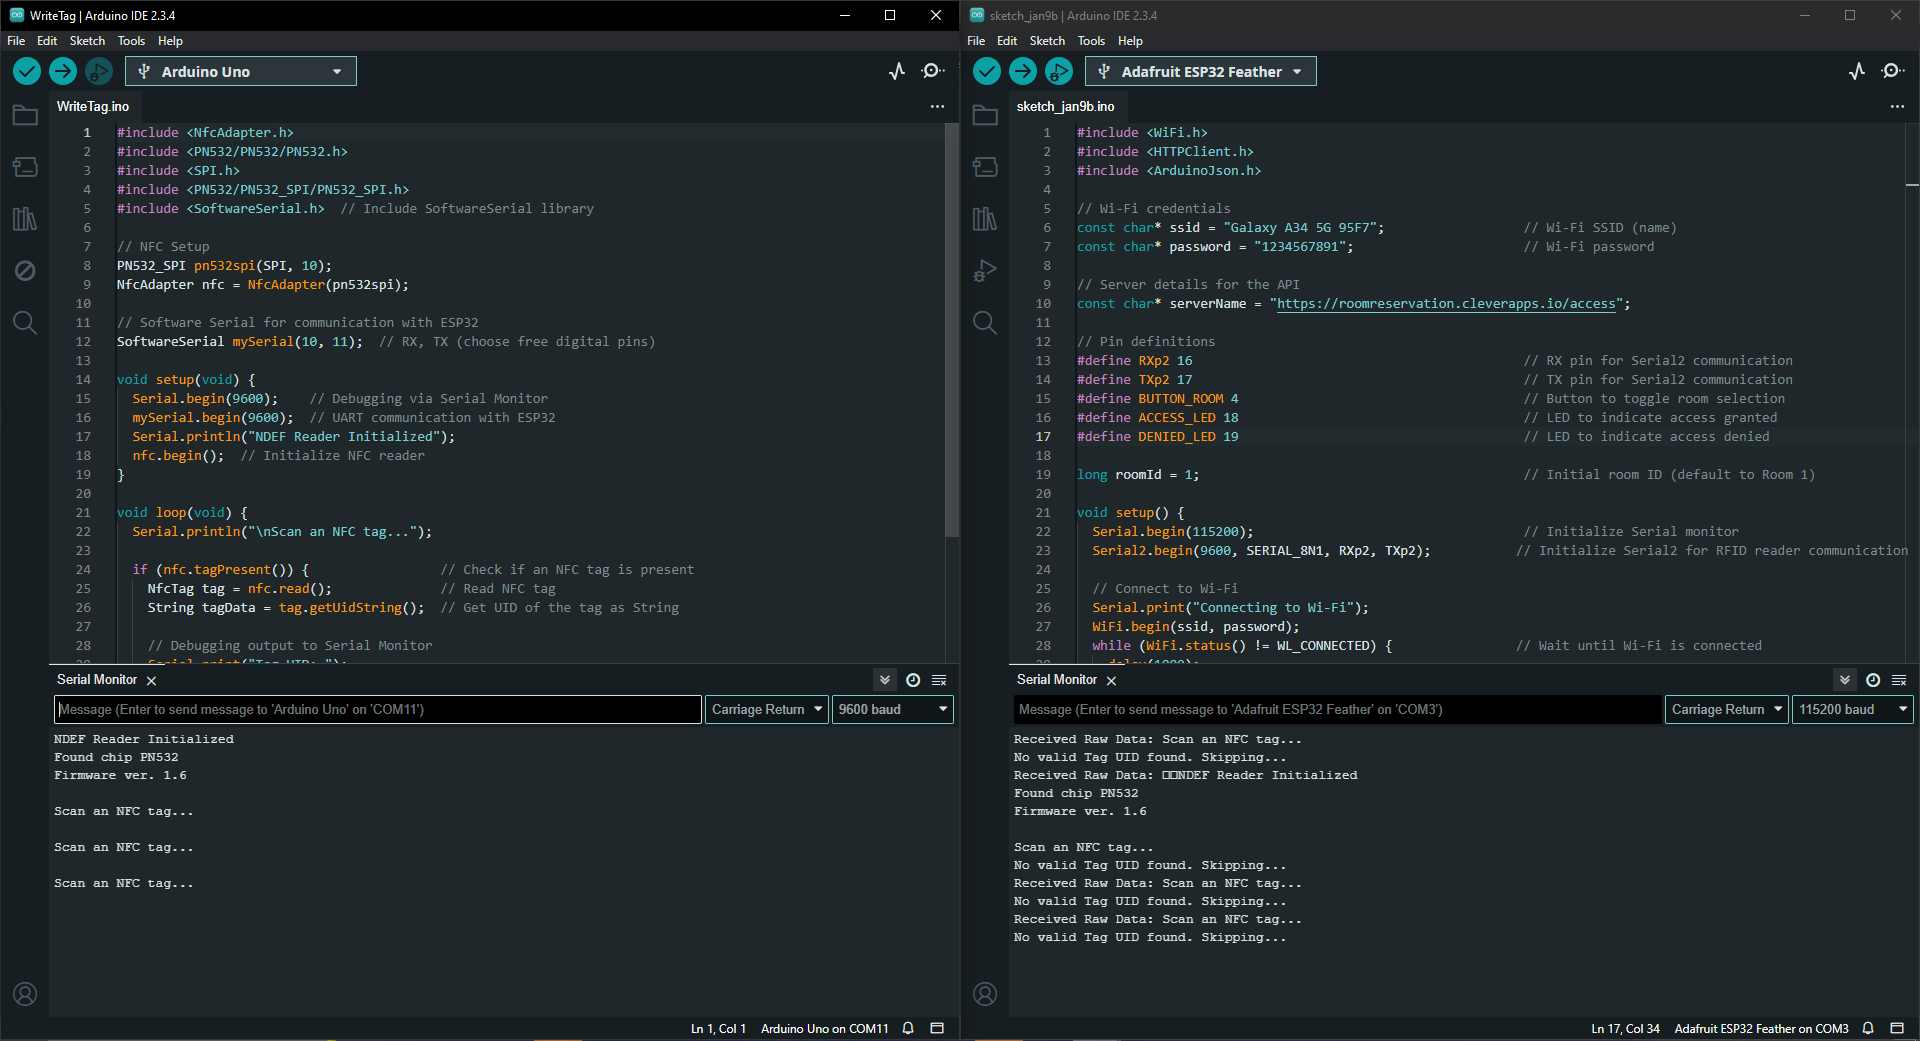 WriteTag | Arduino IDE 2.3.4
File Edit Sketch Tools Help
Arduino Uno
WriteTag.ino
1 #include <NfcAdapter.h>
2 #include <PN532/PN532/PN532.h>
3 #include <SPI.h>
4 #include <PN532/PN532_SPI/PN532_SPI.h>
5 #include <SoftwareSerial.h>  // Include SoftwareSerial library
6
7 // NFC Setup
8 PN532_SPI pn532spi(SPI, 10);
9 NfcAdapter nfc = NfcAdapter(pn532spi);
10
11 // Software Serial for communication with ESP32
12 SoftwareSerial mySerial(10, 11);  // RX, TX (choose free digital pins)
13
14 void setup(void) {
15   Serial.begin(9600);    // Debugging via Serial Monitor
16   mySerial.begin(9600);  // UART communication with ESP32
17   Serial.println("NDEF Reader Initialized");
18   nfc.begin();  // Initialize NFC reader
19 }
20
21 void loop(void) {
22   Serial.println("\nScan an NFC tag...");
23
24   if (nfc.tagPresent()) {                 // Check if an NFC tag is present
25     NfcTag tag = nfc.read();              // Read NFC tag
26     String tagData = tag.getUidString();  // Get UID of the tag as String
27
28     // Debugging output to Serial Monitor
29     Serial.print("Tag UID: ");
Serial Monitor
Message (Enter to send message to 'Arduino Uno' on 'COM11')
Carriage Return
9600 baud
NDEF Reader Initialized
Found chip PN532
Firmware ver. 1.6
Scan an NFC tag...
Scan an NFC tag...
Scan an NFC tag...
Ln 1, Col 1 Arduino Uno on COM11
sketch_jan9b | Arduino IDE 2.3.4
File Edit Sketch Tools Help
Adafruit ESP32 Feather
sketch_jan9b.ino
1 #include <WiFi.h>
2 #include <HTTPClient.h>
3 #include <ArduinoJson.h>
4
5 // Wi-Fi credentials
6 const char* ssid = "Galaxy A34 5G 95F7";                  // Wi-Fi SSID (name)
7 const char* password = "1234567891";                      // Wi-Fi password
8
9 // Server details for the API
10 const char* serverName = "https://roomreservation.cleverapps.io/access";
11
12 // Pin definitions
13 #define RXp2 16                                           // RX pin for Serial2 communication
14 #define TXp2 17                                           // TX pin for Serial2 communication
15 #define BUTTON_ROOM 4                                     // Button to toggle room selection
16 #define ACCESS_LED 18                                     // LED to indicate access granted
17 #define DENIED_LED 19                                     // LED to indicate access denied
18
19 long roomId = 1;                                          // Initial room ID (default to Room 1)
20
21 void setup() {
22   Serial.begin(115200);                                   // Initialize Serial monitor
23   Serial2.begin(9600, SERIAL_8N1, RXp2, TXp2);           // Initialize Serial2 for RFID reader communication
24
25   // Connect to Wi-Fi
26   Serial.print("Connecting to Wi-Fi");
27   WiFi.begin(ssid, password);
28   while (WiFi.status() != WL_CONNECTED) {                // Wait until Wi-Fi is connected
29     delay(1000);
Serial Monitor
Message (Enter to send message to 'Adafruit ESP32 Feather' on 'COM3')
Carriage Return
115200 baud
Received Raw Data: Scan an NFC tag...
No valid Tag UID found. Skipping...
Received Raw Data: □□NDEF Reader Initialized
Found chip PN532
Firmware ver. 1.6
Scan an NFC tag...
No valid Tag UID found. Skipping...
Received Raw Data: Scan an NFC tag...
No valid Tag UID found. Skipping...
Received Raw Data: Scan an NFC tag...
No valid Tag UID found. Skipping...
Ln 17, Col 34 Adafruit ESP32 Feather on COM3